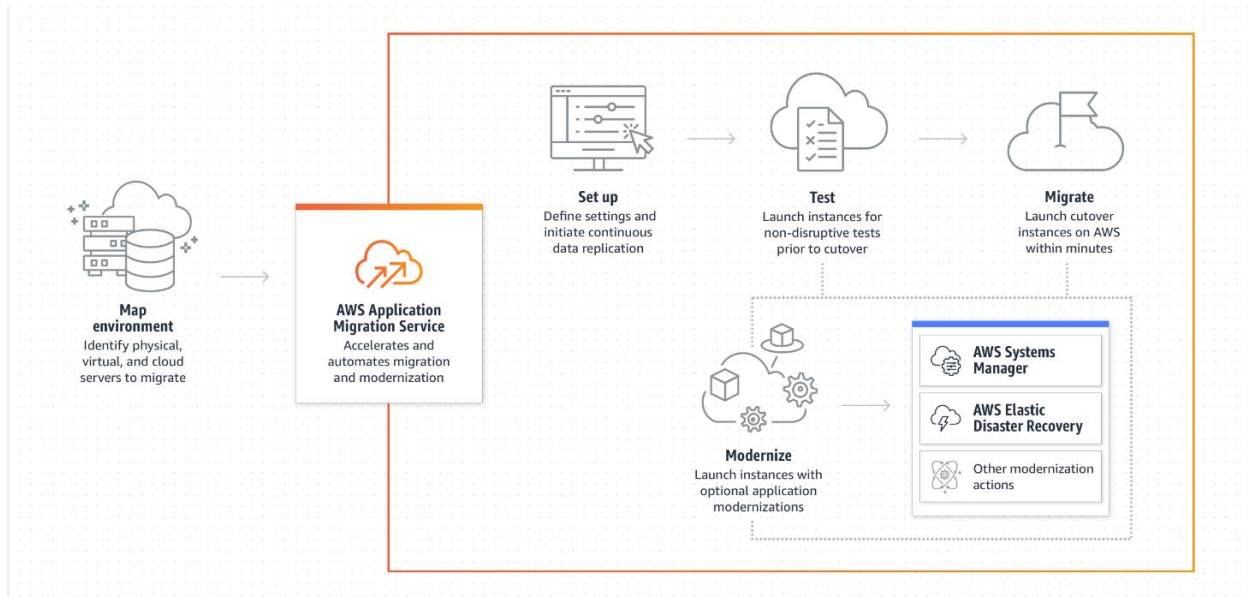 Map
environment
Identify physical,
virtual, and cloud
servers to migrate
AWS Application
Migration Service
Accelerates and
automates migration
and modernization
Set up
Define settings and
initiate continuous
data replication
Test
Launch instances for
non-disruptive tests
prior to cutover
Migrate
Launch cutover
instances on AWS
within minutes
Modernize
Launch instances with
optional application
modernizations
AWS Systems
Manager
AWS Elastic
Disaster Recovery
Other modernization
actions